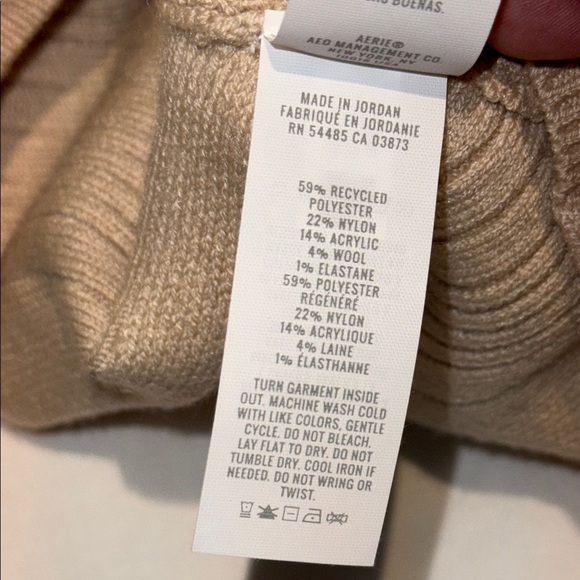 BUENAS.
AERIE®
AEO MANAGEMENT CO.
NEW YORK, NY
10019 USA
MADE IN JORDAN
FABRIQUÉ EN JORDANIE
RN 54485 CA 03873
59% RECYCLED
POLYESTER
22% NYLON
14% ACRYLIC
4% WOOL
1% ELASTANE
59% POLYESTER
RÉGÉNÉRÉ
22% NYLON
14% ACRYLIQUE
4% LAINE
1% ÉLASTHANNE
TURN GARMENT INSIDE
OUT. MACHINE WASH COLD
WITH LIKE COLORS, GENTLE
CYCLE. DO NOT BLEACH.
LAY FLAT TO DRY. DO NOT
TUMBLE DRY. COOL IRON IF
NEEDED. DO NOT WRING OR
TWIST.